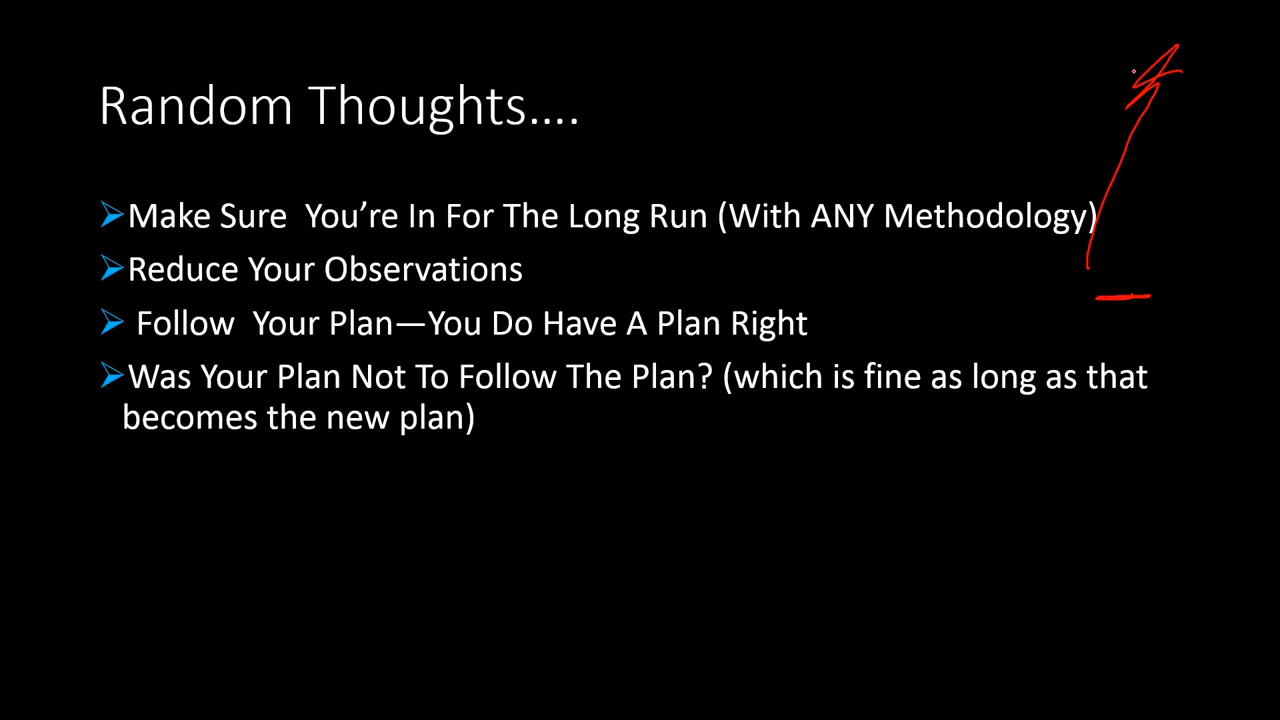 Random Thoughts....
Make Sure  You’re In For The Long Run (With ANY Methodology)
Reduce Your Observations
Follow  Your Plan—You Do Have A Plan Right
Was Your Plan Not To Follow The Plan? (which is fine as long as that
becomes the new plan)